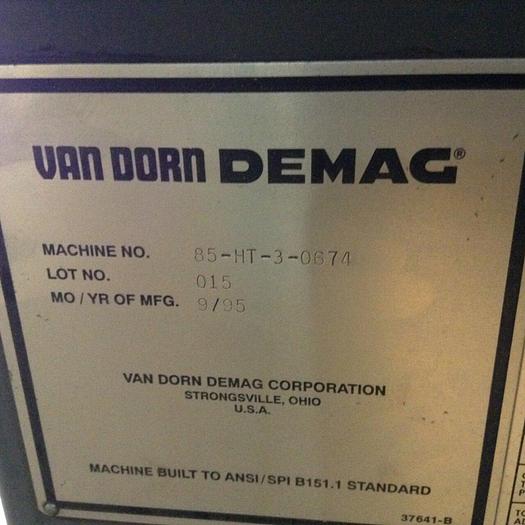 VAN DORN DEMAG®
MACHINE NO. 85-HT-3-0674
LOT NO. 015
MO / YR OF MFG. 9/95
VAN DORN DEMAG CORPORATION
STRONGSVILLE, OHIO
U.S.A.
MACHINE BUILT TO ANSI/SPI B151.1 STANDARD
37641-B